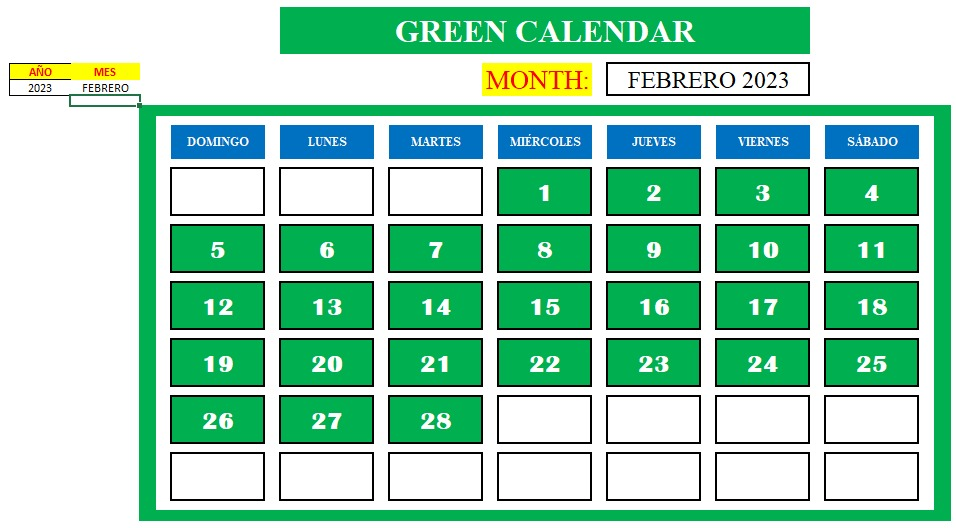 GREEN CALENDAR
AÑO MES
2023 FEBRERO
MONTH: FEBRERO 2023
DOMINGO LUNES MARTES MIÉRCOLES JUEVES VIERNES SÁBADO
1 2 3 4
5 6 7 8 9 10 11
12 13 14 15 16 17 18
19 20 21 22 23 24 25
26 27 28